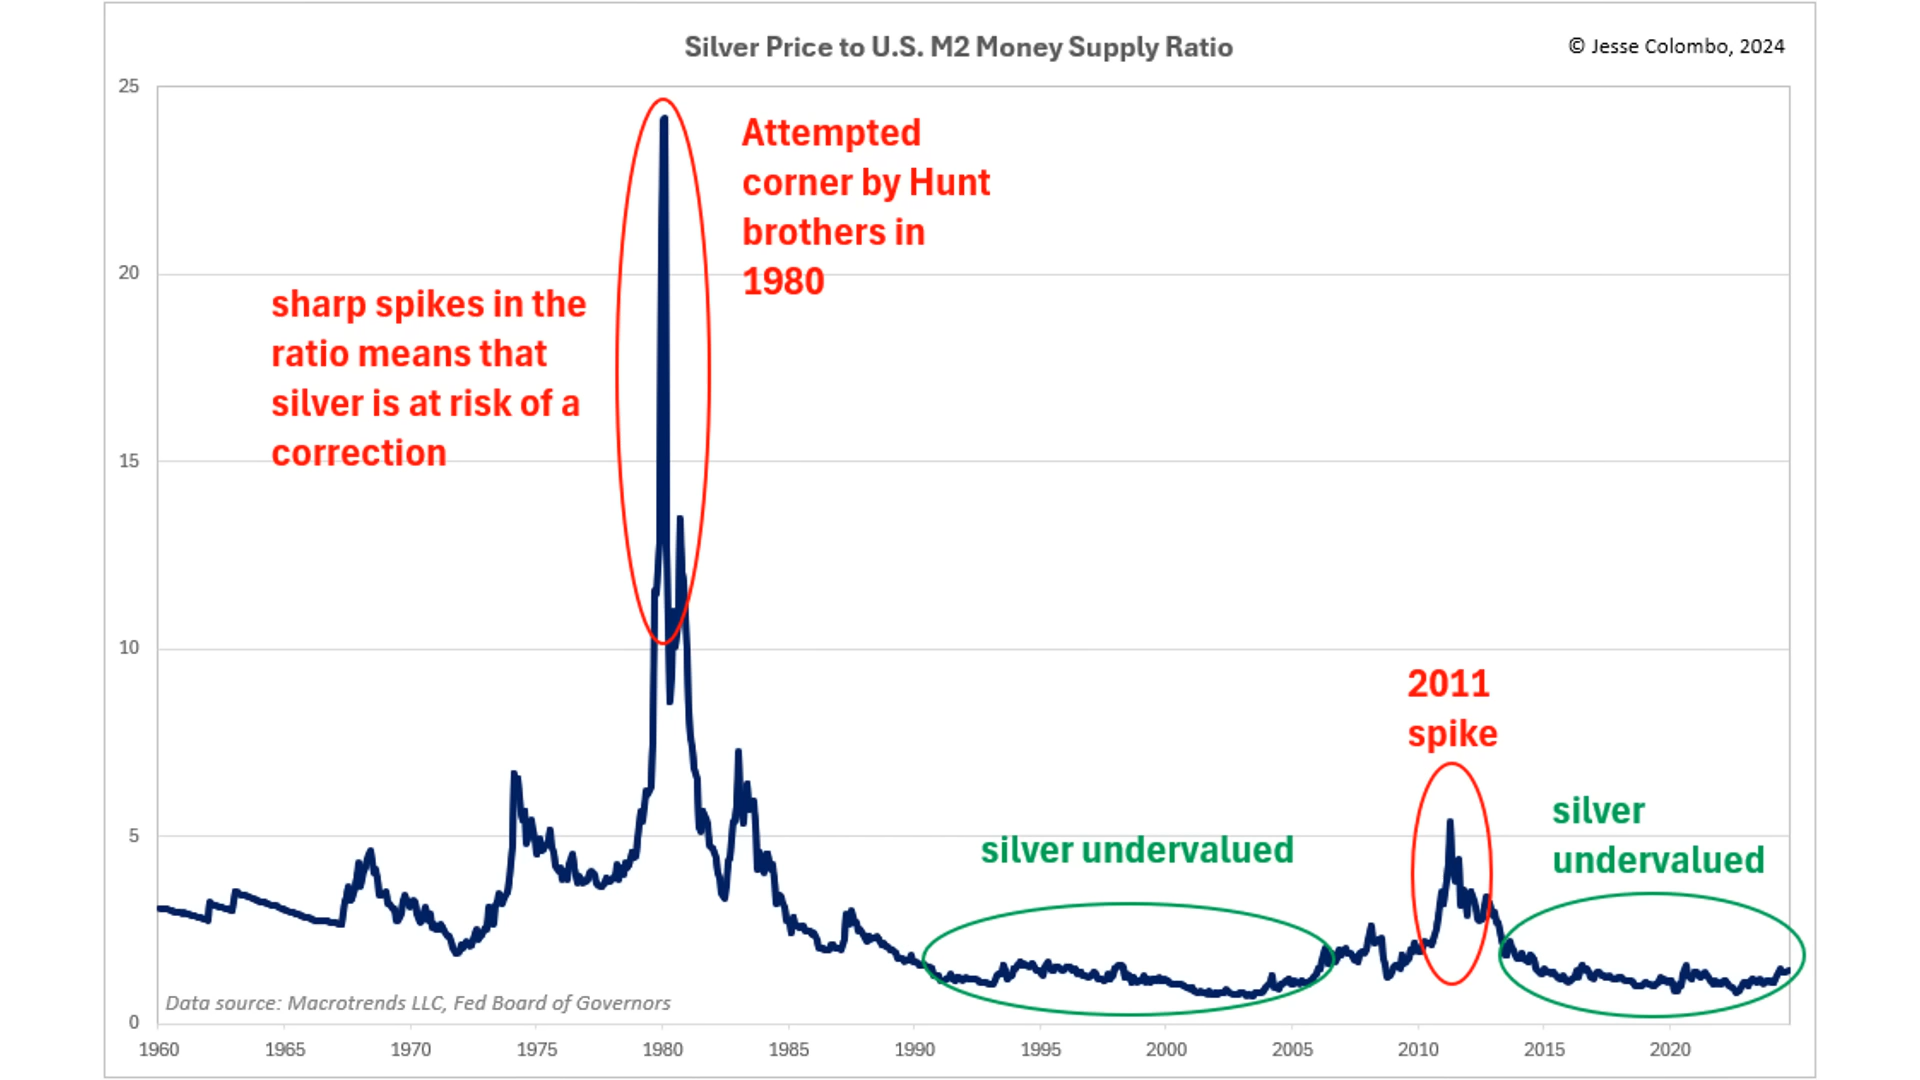 Silver Price to U.S. M2 Money Supply Ratio
© Jesse Colombo, 2024
25
20
15
10
5
0
Attempted
corner by Hunt
brothers in
1980
sharp spikes in the
ratio means that
silver is at risk of a
correction
2011
spike
silver
undervalued
silver undervalued
Data source: Macrotrends LLC, Fed Board of Governors
1960 1965 1970 1975 1980 1985 1990 1995 2000 2005 2010 2015 2020